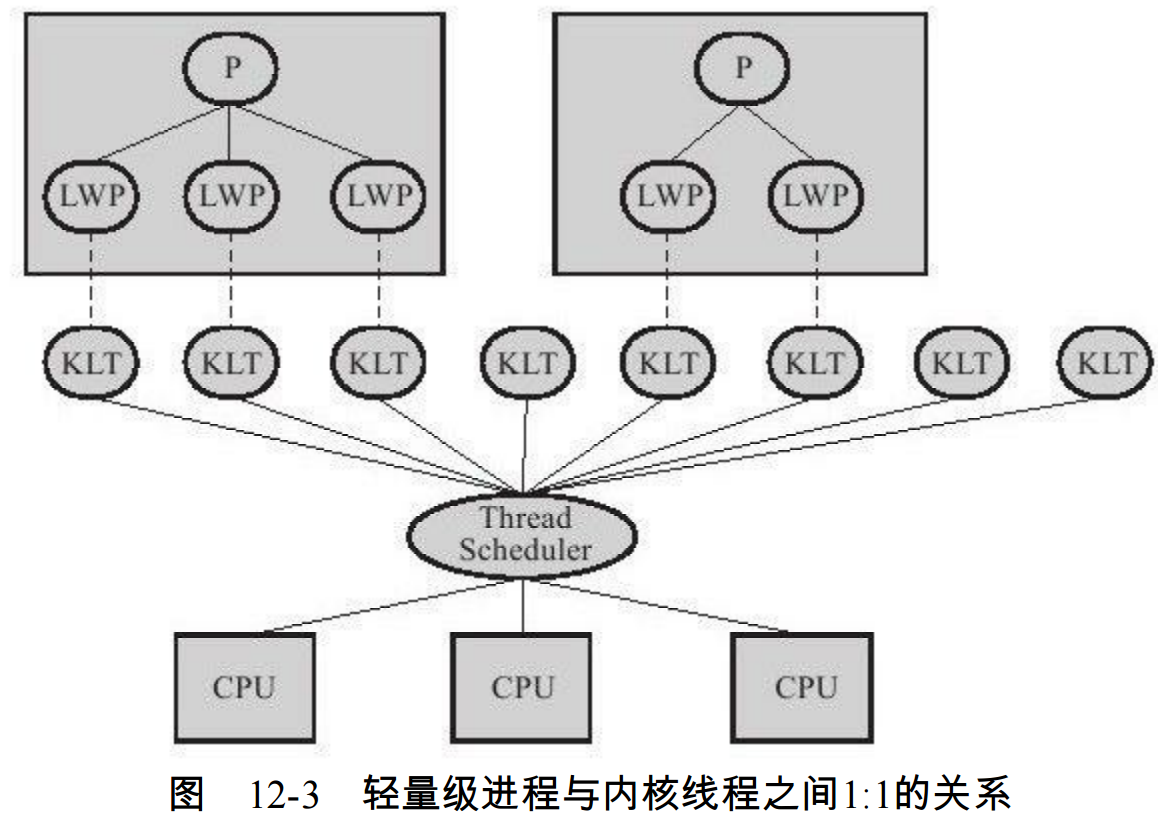 P P
LWP LWP LWP LWP LWP
KLT KLT KLT KLT KLT KLT KLT KLT
Thread
Scheduler
CPU CPU CPU
图 12-3 轻量级进程与内核线程之间1:1的关系